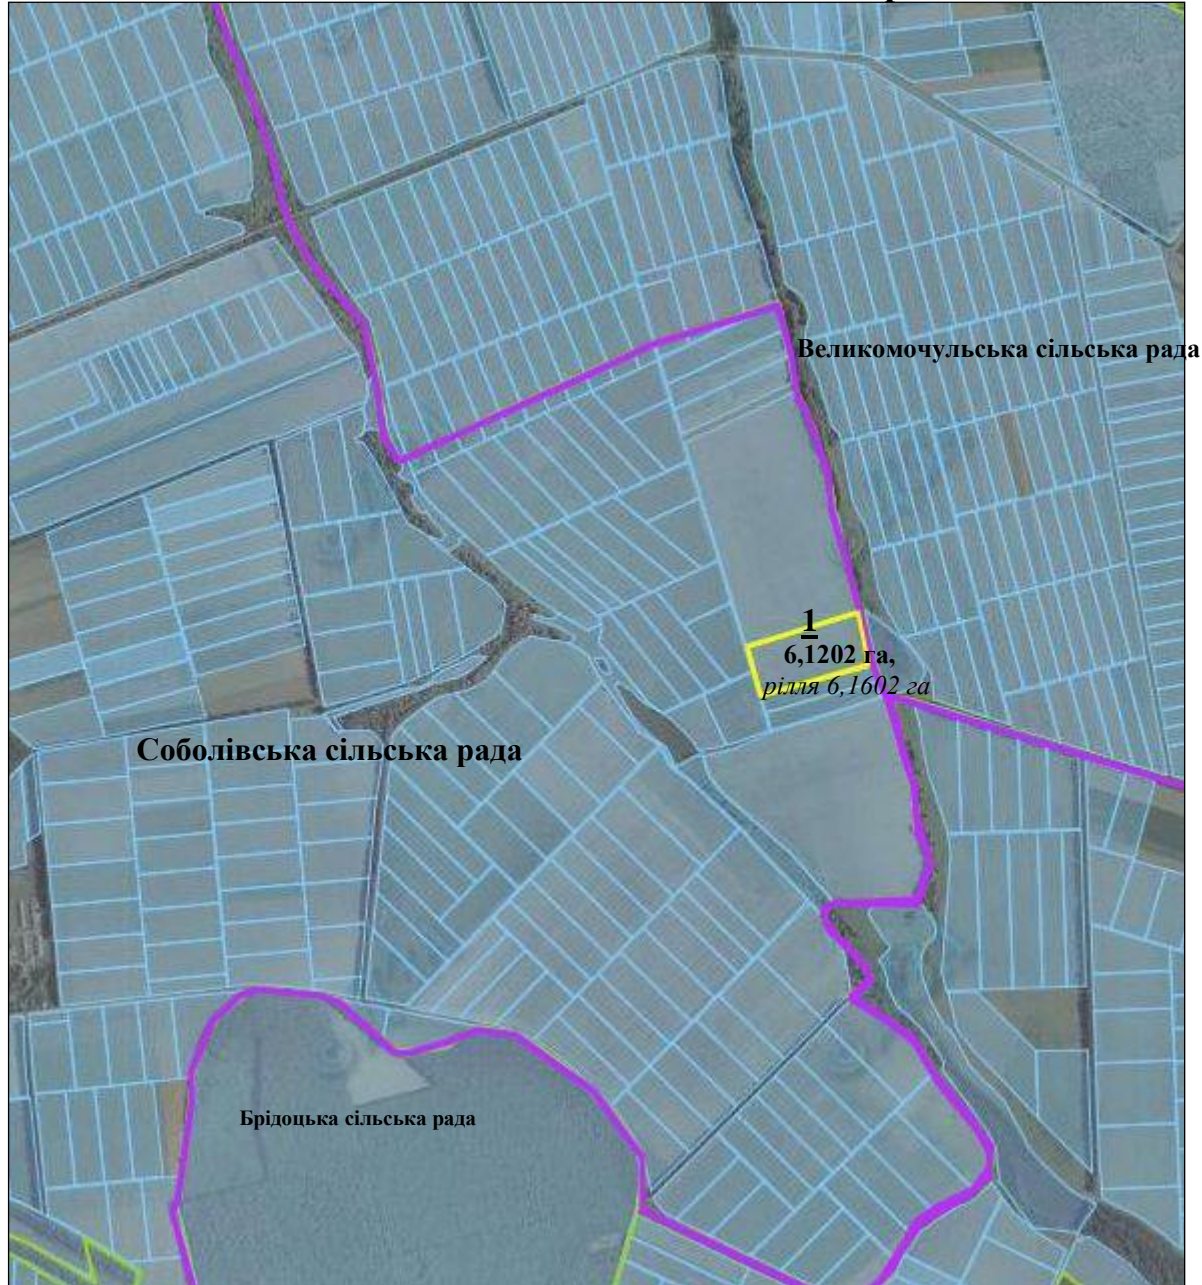 Великомочульська сільська рада
1
6,1202 га,
рілля 6,1602 га
Соболівська сільська рада
Брідоцька сільська рада